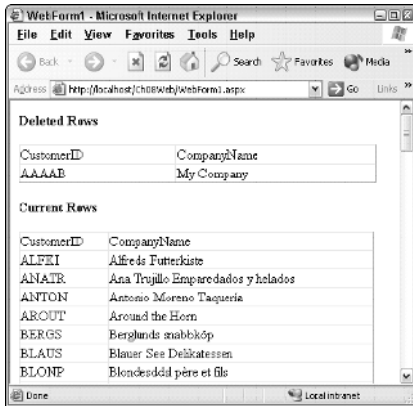 WebForm1 - Microsoft Internet Explorer
File Edit View Favorites Tools Help
Back Search Favorites Media »
Address http://localhost/Ch08Web/WebForm1.aspx Go Links »
Deleted Rows
CustomerID CompanyName
AAAAB My Company
Current Rows
CustomerID CompanyName
ALFKI Alfreds Futterkiste
ANATR Ana Trujillo Emparedados y helados
ANTON Antonio Moreno Taquería
AROUT Around the Horn
BERGS Berglunds snabbköp
BLAUS Blauer See Delikatessen
BLONP Blondesddsl père et fils
Done Local intranet